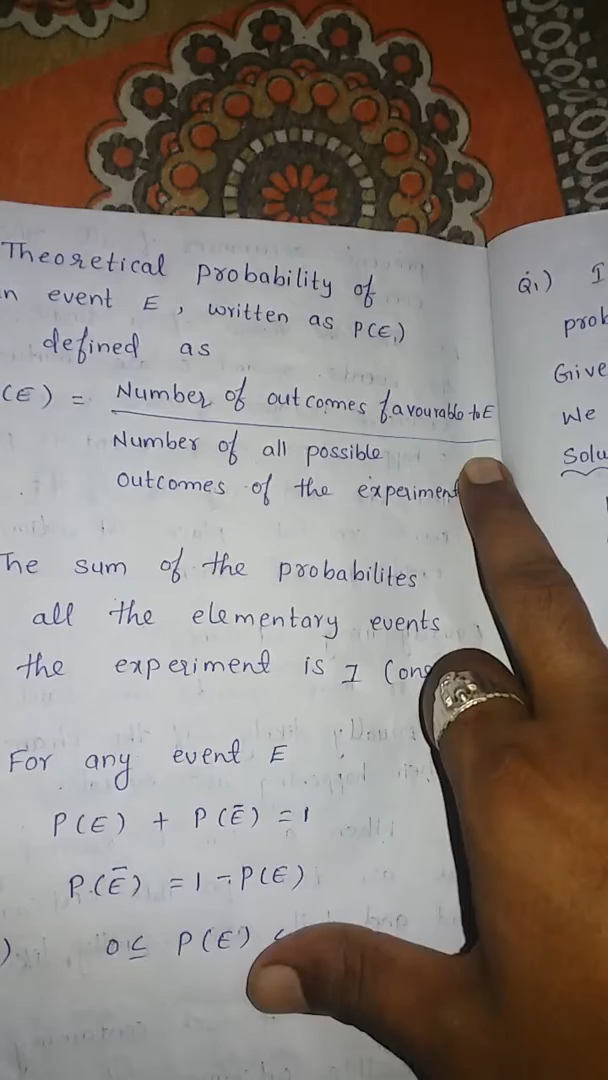 Theoretical probability of
n event E, written as P(E)
defined as
(E) = Number of outcomes favourable to E
Number of all possible
outcomes of the experiment
The sum of the probabilites
all the elementary events
the experiment is 1 (one
For any event E
P(E) + P(Ē) = 1
P(Ē) = 1 - P(E)
) 0 ≤ P(E) ≤
Q1) I
prob
Give
We
Solu